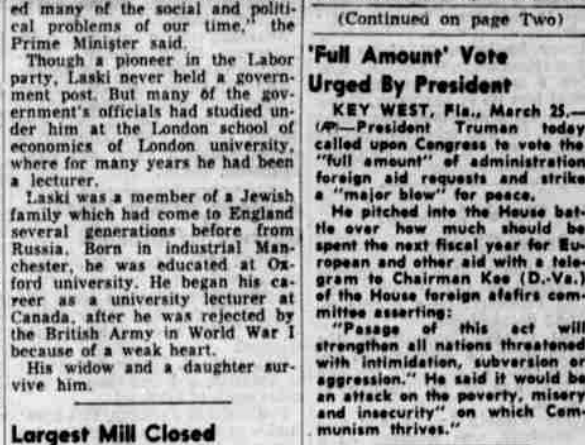 ed many of the social and politi-
cal problems of our time," the
Prime Minister said.
Though a pioneer in the Labor
party, Laski never held a govern-
ment post. But many of the gov-
ernment's officials had studied un-
der him at the London school of
economics of London university,
where for many years he had been
a lecturer.
Laski was a member of a Jewish
family which had come to England
several generations before from
Russia. Born in industrial Man-
chester, he was educated at Ox-
ford university. He began his ca-
reer as a university lecturer at
Canada, after he was rejected by
the British Army in World War I
because of a weak heart.
His widow and a daughter sur-
vive him.
Largest Mill Closed
(Continued on page Two)
'Full Amount' Vote
Urged By President
KEY WEST, Fla., March 25.—
(AP)—President Truman today
called upon Congress to vote the
"full amount" of administration
foreign aid requests and strike
a "major blow" for peace.
He pitched into the House bat-
tle over how much should be
spent the next fiscal year for Eu-
ropean and other aid with a tele-
gram to Chairman Kee (D.-Va.)
of the House foreign afafirs com
mittee asserting:
"Pasage of this act will
strengthen all nations threatened
with intimidation, subversion or
aggression." He said it would be
an attack on the poverty, misery
and insecurity" on which Com
munism thrives."